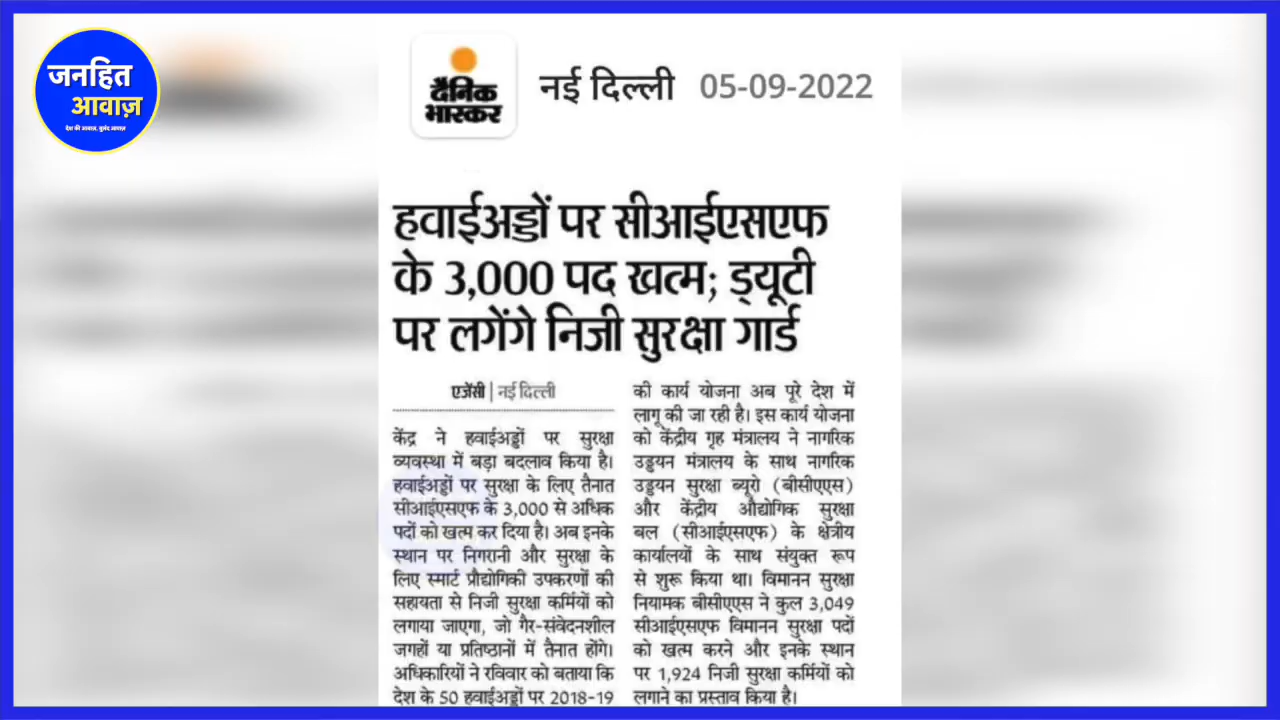 जनहित
आवाज़
देश की आवाज़, बुलंद आवाज़
दैनिक
भास्कर
नई दिल्ली 05-09-2022
हवाईअड्डों पर सीआईएसएफ
के 3,000 पद खत्म; ड्यूटी
पर लगेंगे निजी सुरक्षा गार्ड
एजेंसी | नई दिल्ली
केंद्र ने हवाईअड्डों पर सुरक्षा
व्यवस्था में बड़ा बदलाव किया है।
हवाईअड्डों पर सुरक्षा के लिए तैनात
सीआईएसएफ के 3,000 से अधिक
पदों को खत्म कर दिया है। अब इनके
स्थान पर निगरानी और सुरक्षा के
लिए स्मार्ट प्रौद्योगिकी उपकरणों की
सहायता से निजी सुरक्षा कर्मियों को
लगाया जाएगा, जो गैर-संवेदनशील
जगहों या प्रतिष्ठानों में तैनात होंगे।
अधिकारियों ने रविवार को बताया कि
देश के 50 हवाईअड्डों पर 2018-19
की कार्य योजना अब पूरे देश में
लागू की जा रही है। इस कार्य योजना
को केंद्रीय गृह मंत्रालय ने नागरिक
उड्डयन मंत्रालय के साथ नागरिक
उड्डयन सुरक्षा ब्यूरो (बीसीएएस)
और केंद्रीय औद्योगिक सुरक्षा
बल (सीआईएसएफ) के क्षेत्रीय
कार्यालयों के साथ संयुक्त रूप
से शुरू किया था। विमानन सुरक्षा
नियामक बीसीएएस ने कुल 3,049
सीआईएसएफ विमानन सुरक्षा पदों
को खत्म करने और इनके स्थान
पर 1,924 निजी सुरक्षा कर्मियों को
लगाने का प्रस्ताव किया है।